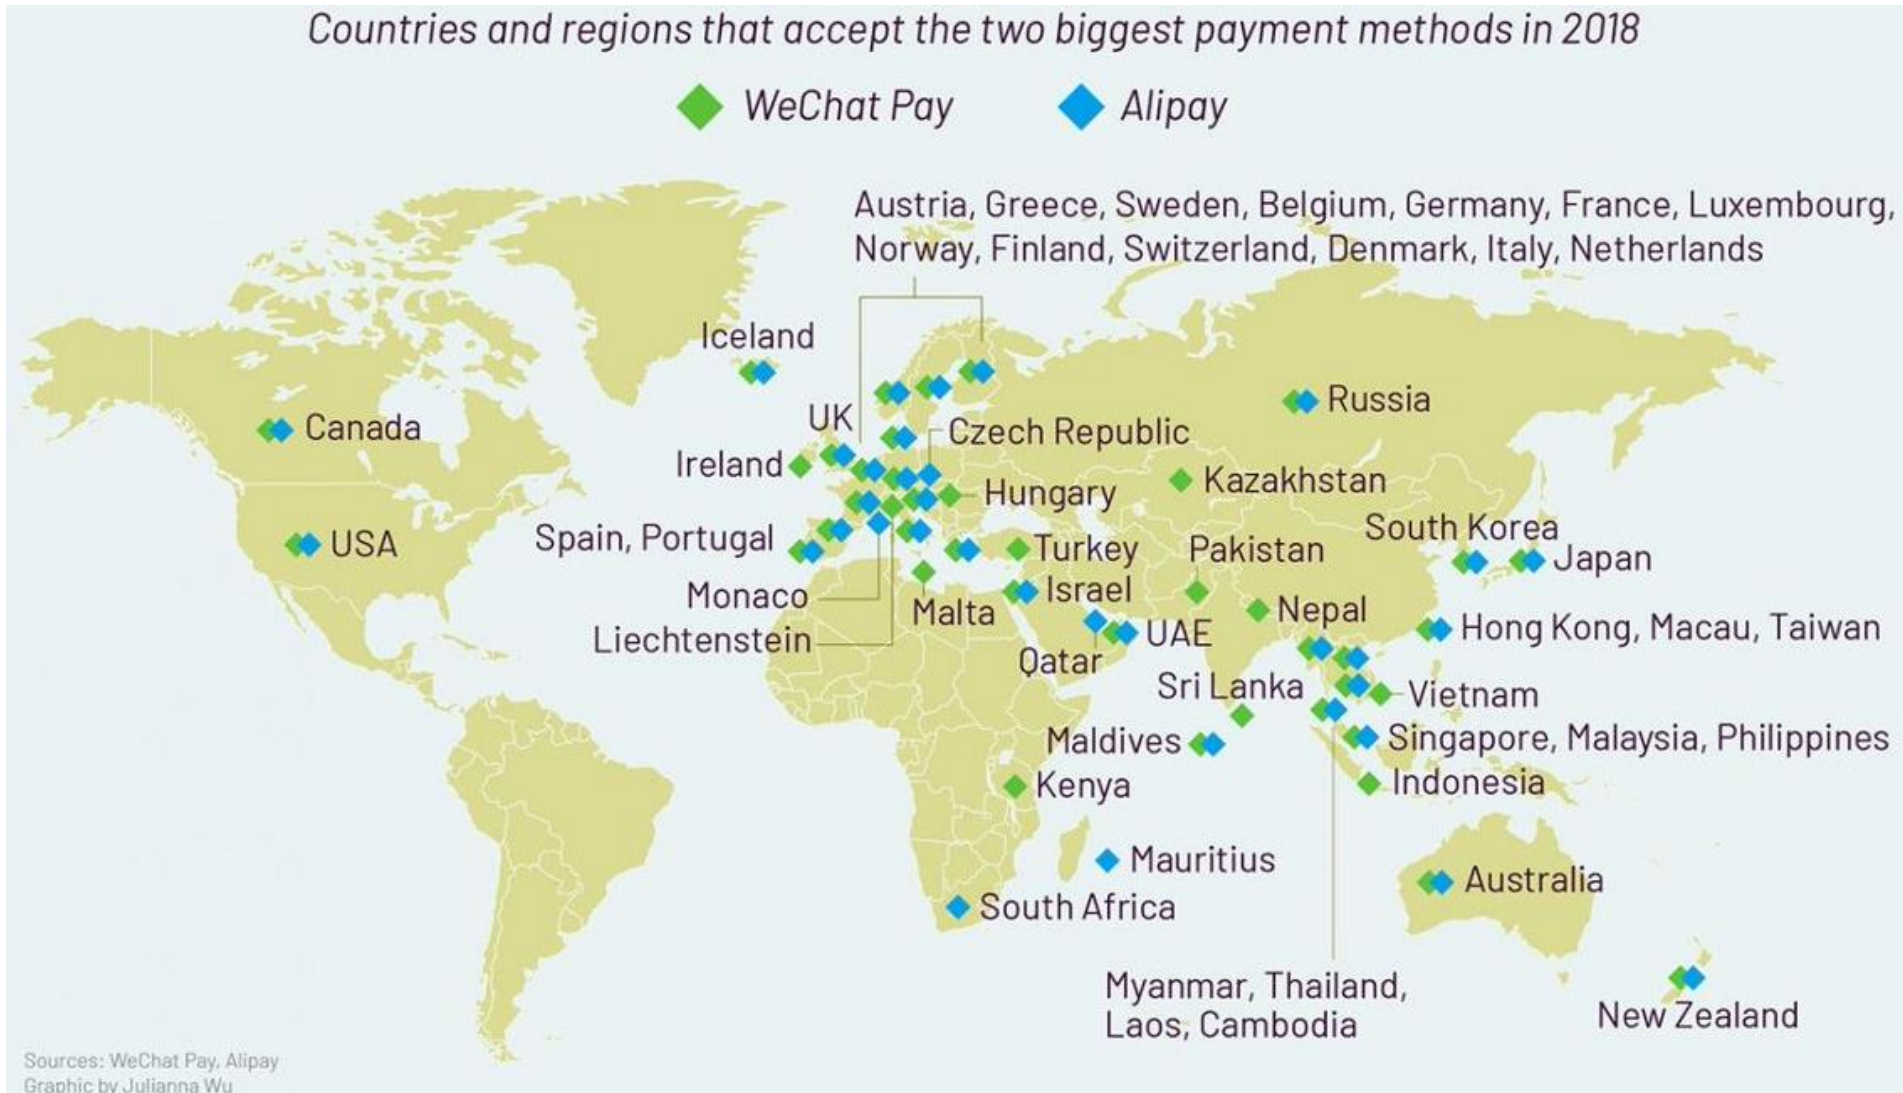 Countries and regions that accept the two biggest payment methods in 2018
WeChat Pay
Alipay
Austria, Greece, Sweden, Belgium, Germany, France, Luxembourg,
Norway, Finland, Switzerland, Denmark, Italy, Netherlands
Iceland
Canada
UK
Russia
Czech Republic
Ireland
Kazakhstan
Hungary
USA
Spain, Portugal
South Korea
Turkey
Pakistan
Japan
Monaco
Malta
Israel
Nepal
Liechtenstein
UAE
Hong Kong, Macau, Taiwan
Qatar
Sri Lanka
Vietnam
Maldives
Singapore, Malaysia, Philippines
Kenya
Indonesia
Mauritius
Australia
South Africa
Myanmar, Thailand,
Laos, Cambodia
New Zealand
Sources: WeChat Pay, Alipay
Graphic by Julianna Wu